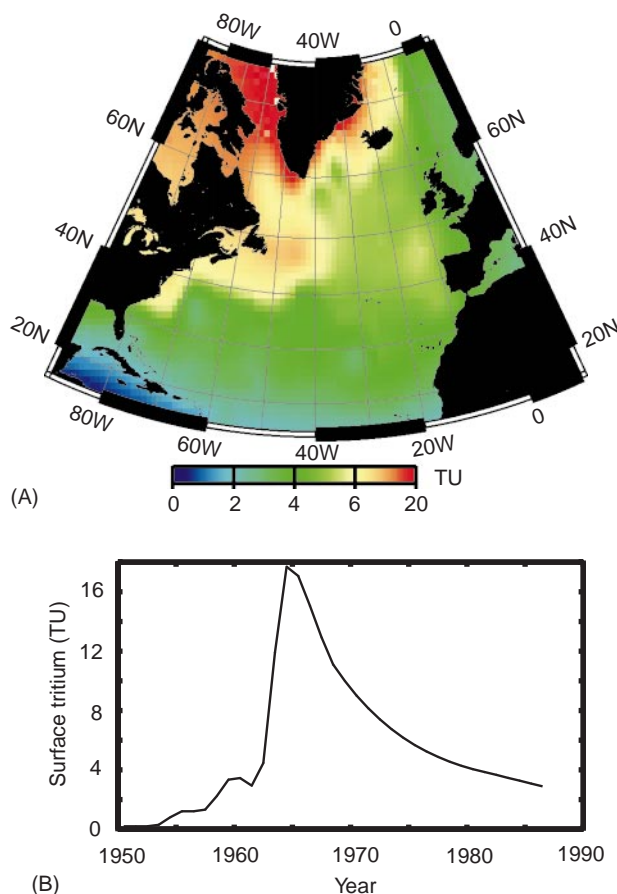 80W 40W 0
60N 60N
40N 40N
20N 20N
80W 60W 40W 20W 0
0 2 4 6 20 TU
(A)
16
12
8
4
0
Surface tritium (TU)
1950 1960 1970 1980 1990
Year
(B)